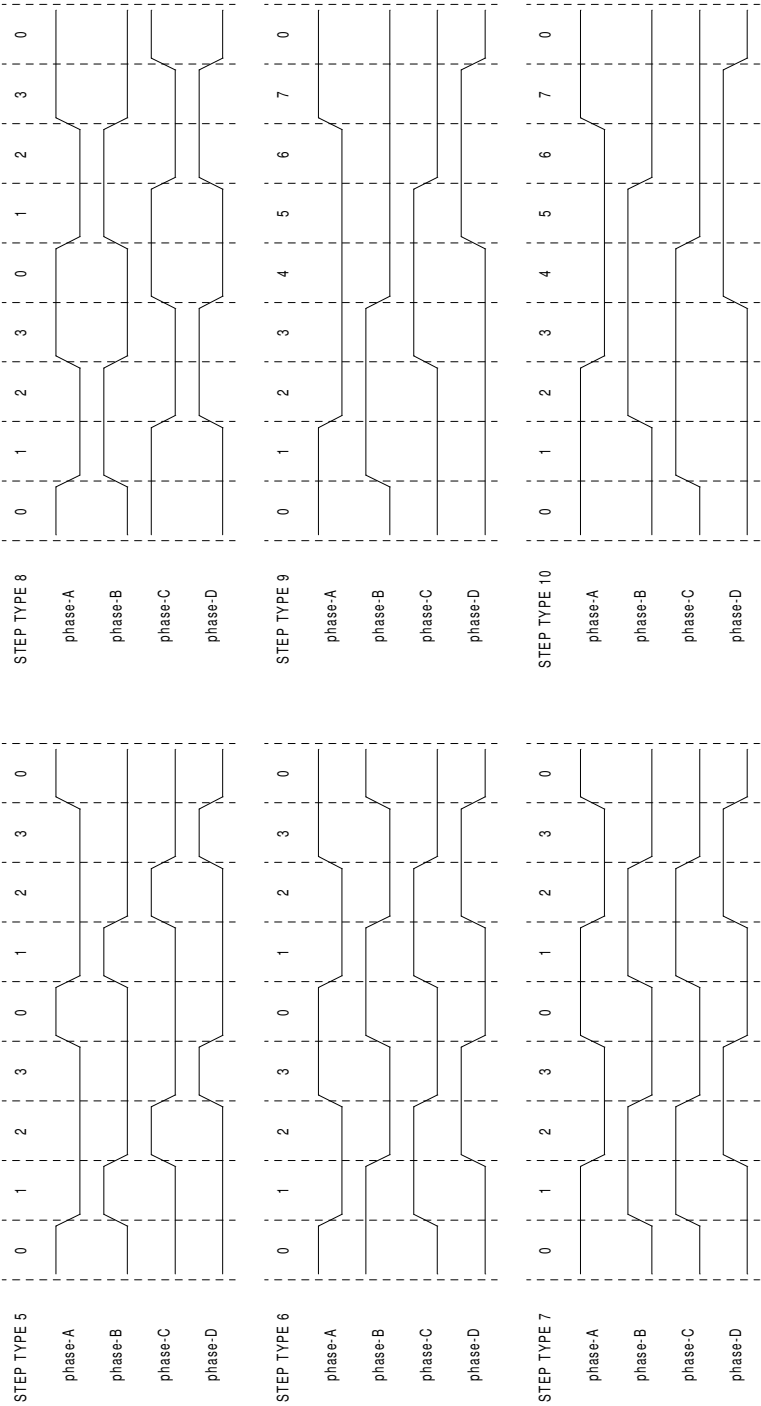 STEP TYPE 5
0 1 2 3 0 1 2 3 0
phase-A
phase-B
phase-C
phase-D
STEP TYPE 6
0 1 2 3 0 1 2 3 0
phase-A
phase-B
phase-C
phase-D
STEP TYPE 7
0 1 2 3 0 1 2 3 0
phase-A
phase-B
phase-C
phase-D
STEP TYPE 8
0 1 2 3 0 1 2 3 0
phase-A
phase-B
phase-C
phase-D
STEP TYPE 9
0 1 2 3 4 5 6 7 0
phase-A
phase-B
phase-C
phase-D
STEP TYPE 10
0 1 2 3 4 5 6 7 0
phase-A
phase-B
phase-C
phase-D